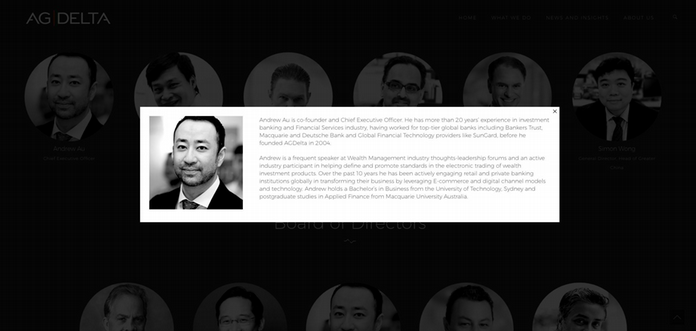 AG DELTA
HOME WHAT WE DO NEWS AND INSIGHTS ABOUT US
Andrew Au is co-founder and Chief Executive Officer. He has more than 20 years' experience in investment
banking and Financial Services industry, having worked for top-tier global banks including Bankers Trust,
Macquarie and Deutsche Bank and Global Financial Technology providers like SunGard, before he
founded AGDelta in 2004.
Andrew is a frequent speaker at Wealth Management industry thoughts-leadership forums and an active
industry participant in helping define and promote standards in the electronic trading of wealth
investment products. Over the past 10 years he has been actively engaging retail and private banking
institutions globally in transforming their business by leveraging E-commerce and digital channel models
and technology. Andrew holds a Bachelor's in Business from the University of Technology, Sydney and
postgraduate studies in Applied Finance from Macquarie University Australia.
Andrew Au
Chief Executive Officer
Board of Directors